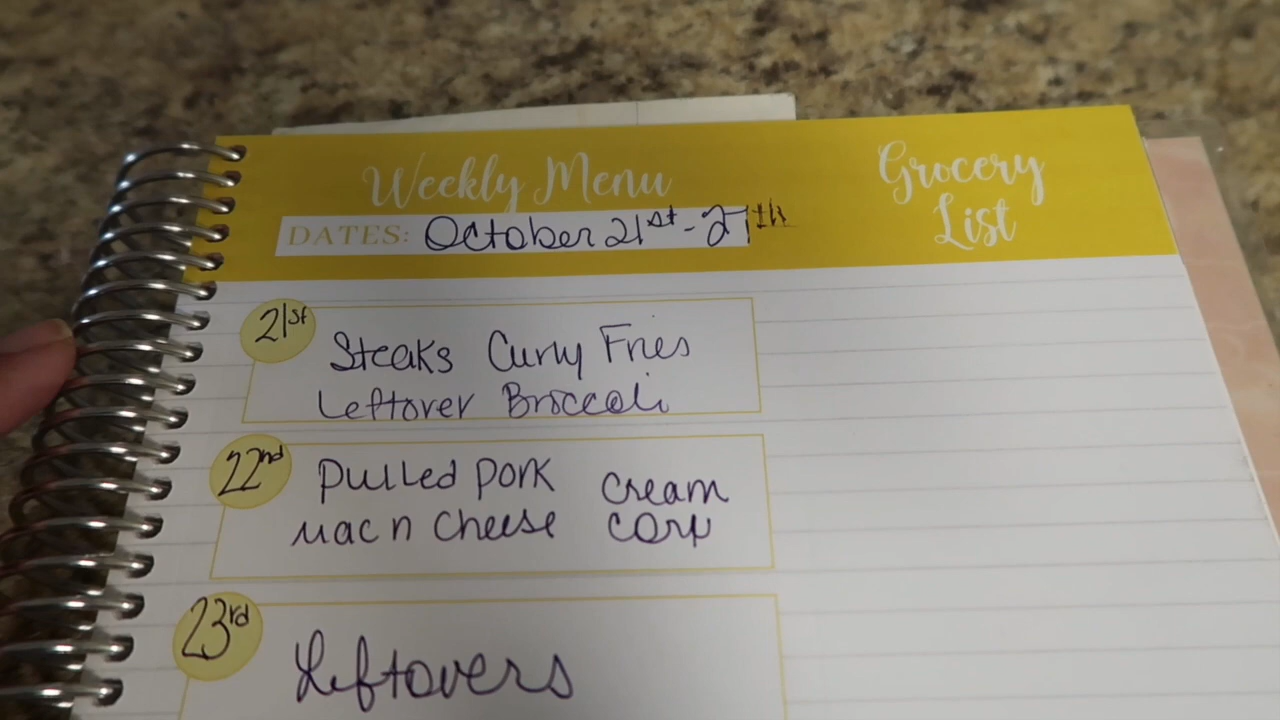 Weekly Menu
Grocery
List
DATES: October 21st - 27th
21st
Steaks Curly Fries
Leftover Broccoli
22nd
Pulled Pork Cream
Mac n Cheese Corn
23rd
Leftovers